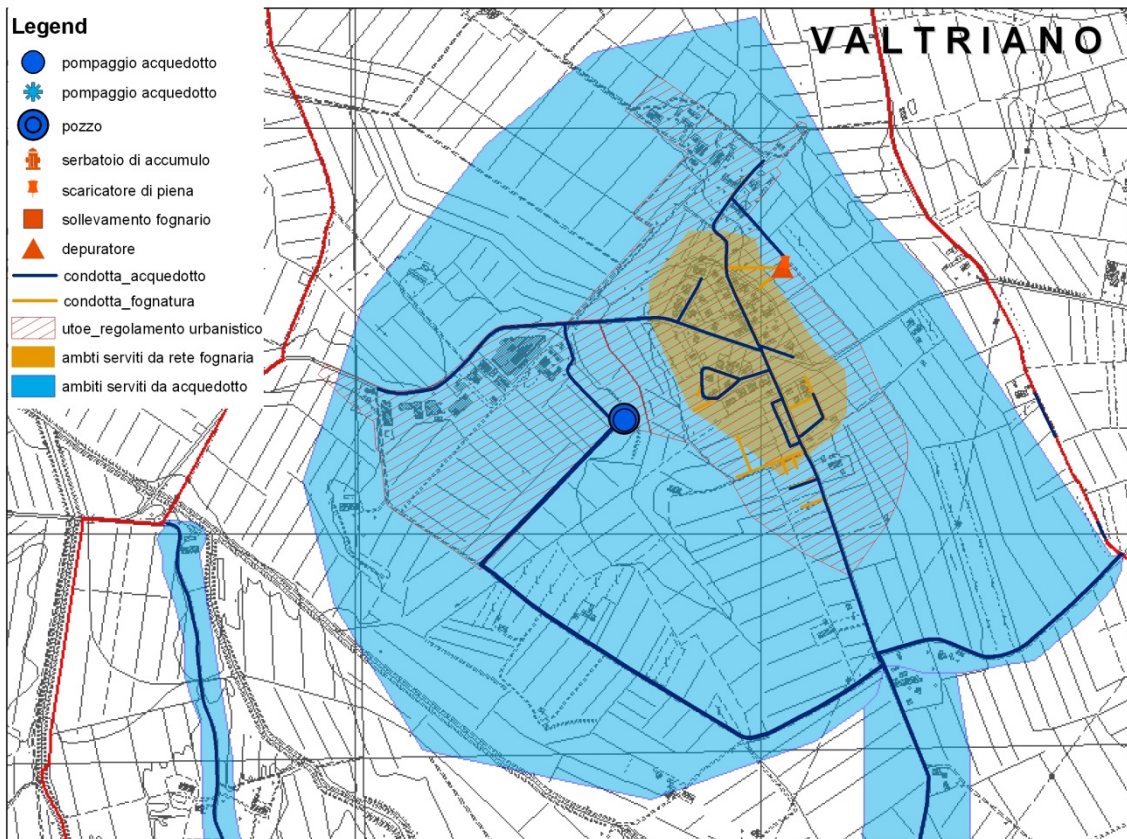 Legend
VALTRIANO
pompaggio acquedotto
pompaggio acquedotto
pozzo
serbatoio di accumulo
scaricatore di piena
sollevamento fognario
depuratore
condotta_acquedotto
condotta_fognatura
utoe_regolamento urbanistico
ambti serviti da rete fognaria
ambiti serviti da acquedotto